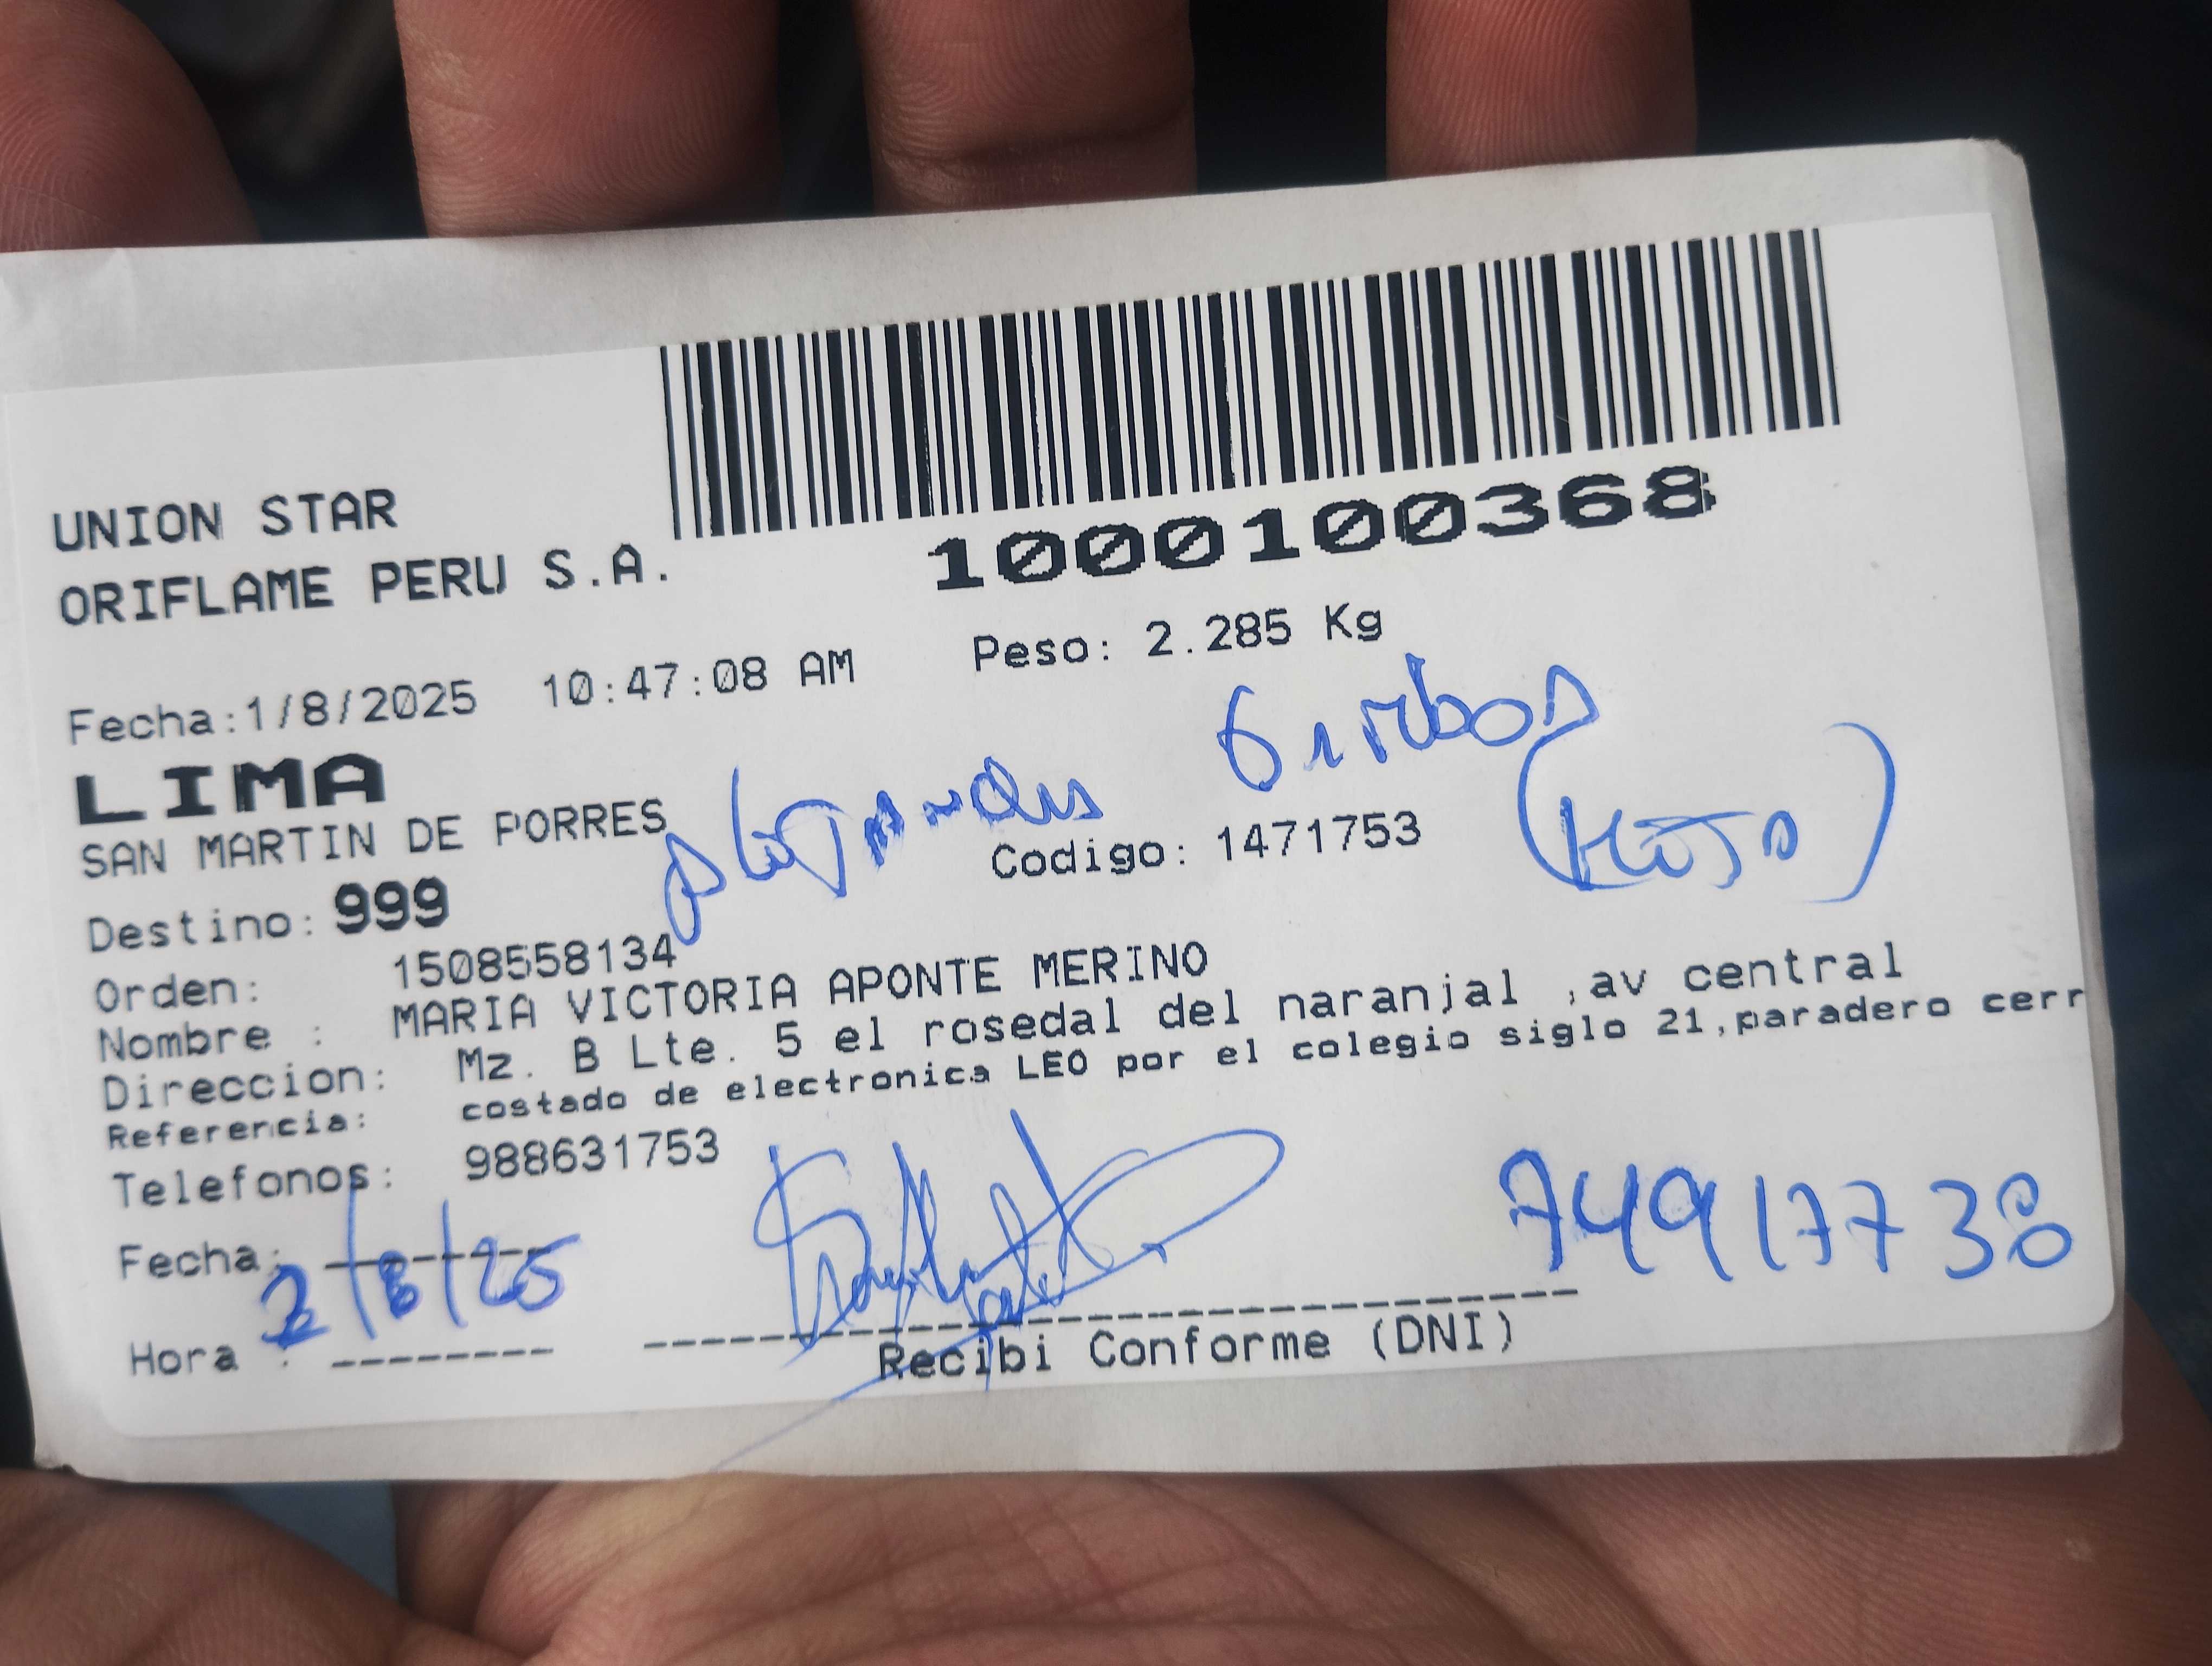 UNION STAR
ORIFLAME PERU S.A.
1000100368
Fecha:1/8/2025 10:47:08 AM Peso: 2.285 Kg
LIMA
SAN MARTIN DE PORRES
Codigo: 1471753
Destino: 999
Orden: 1508558134
Nombre : MARIA VICTORIA APONTE MERINO
Direccion: Mz. B Lte. 5 el rosedal del naranjal ,av central
Referencia: costado de electronica LEO por el colegio siglo 21,paradero cerr
Telefonos: 988631753
74917738
Fecha: 2/8/25
Hora :
Recibi Conforme (DNI)